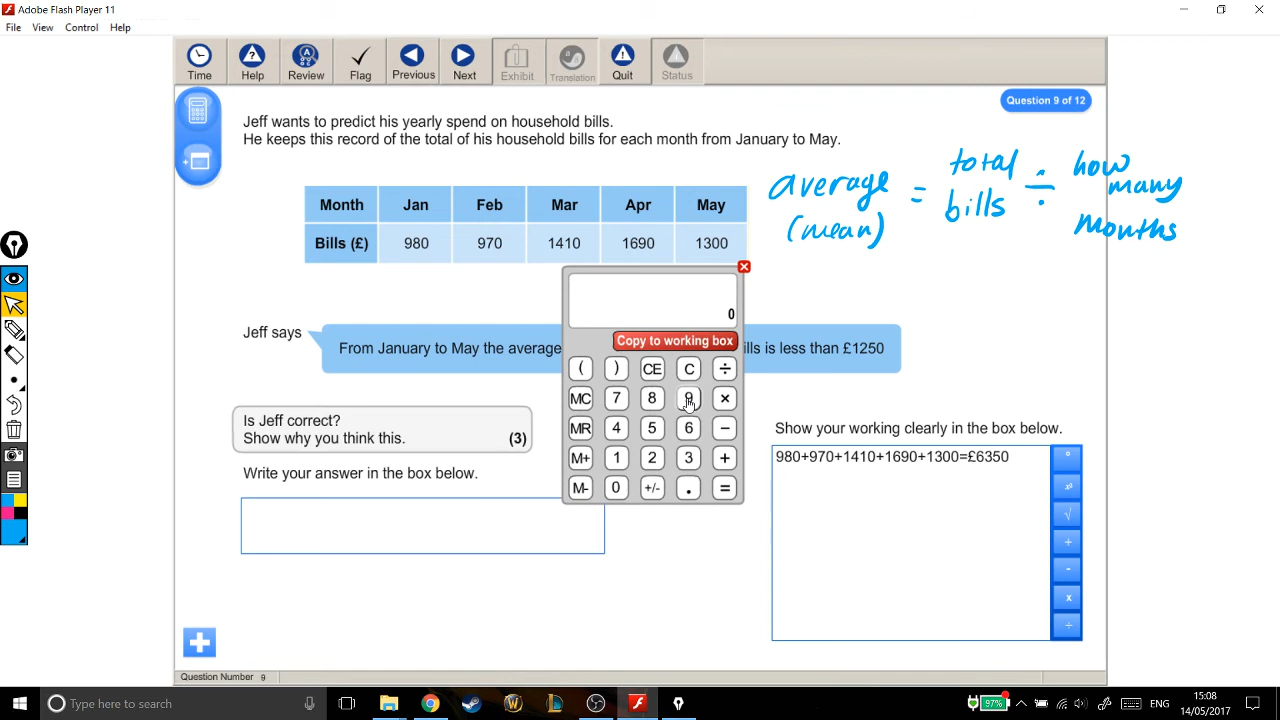 Adobe Flash Player 11
File View Control Help
Time Help Review Flag Previous Next Exhibit Translation Quit Status
Question 9 of 12
Jeff wants to predict his yearly spend on household bills.
He keeps this record of the total of his household bills for each month from January to May.
average (mean) = total bills ÷ how many months
Month Jan Feb Mar Apr May
Bills (£) 980 970 1410 1690 1300
0
Copy to working box
Jeff says
From January to May the average
ills is less than £1250
( ) CE C ÷
MC 7 8 9 ×
MR 4 5 6 −
M+ 1 2 3 +
M- 0 +/- . =
Is Jeff correct?
Show why you think this. (3)
Write your answer in the box below.
Show your working clearly in the box below.
980+970+1410+1690+1300=£6350
Question Number 9
Type here to search
97%
ENG
15:08
14/05/2017